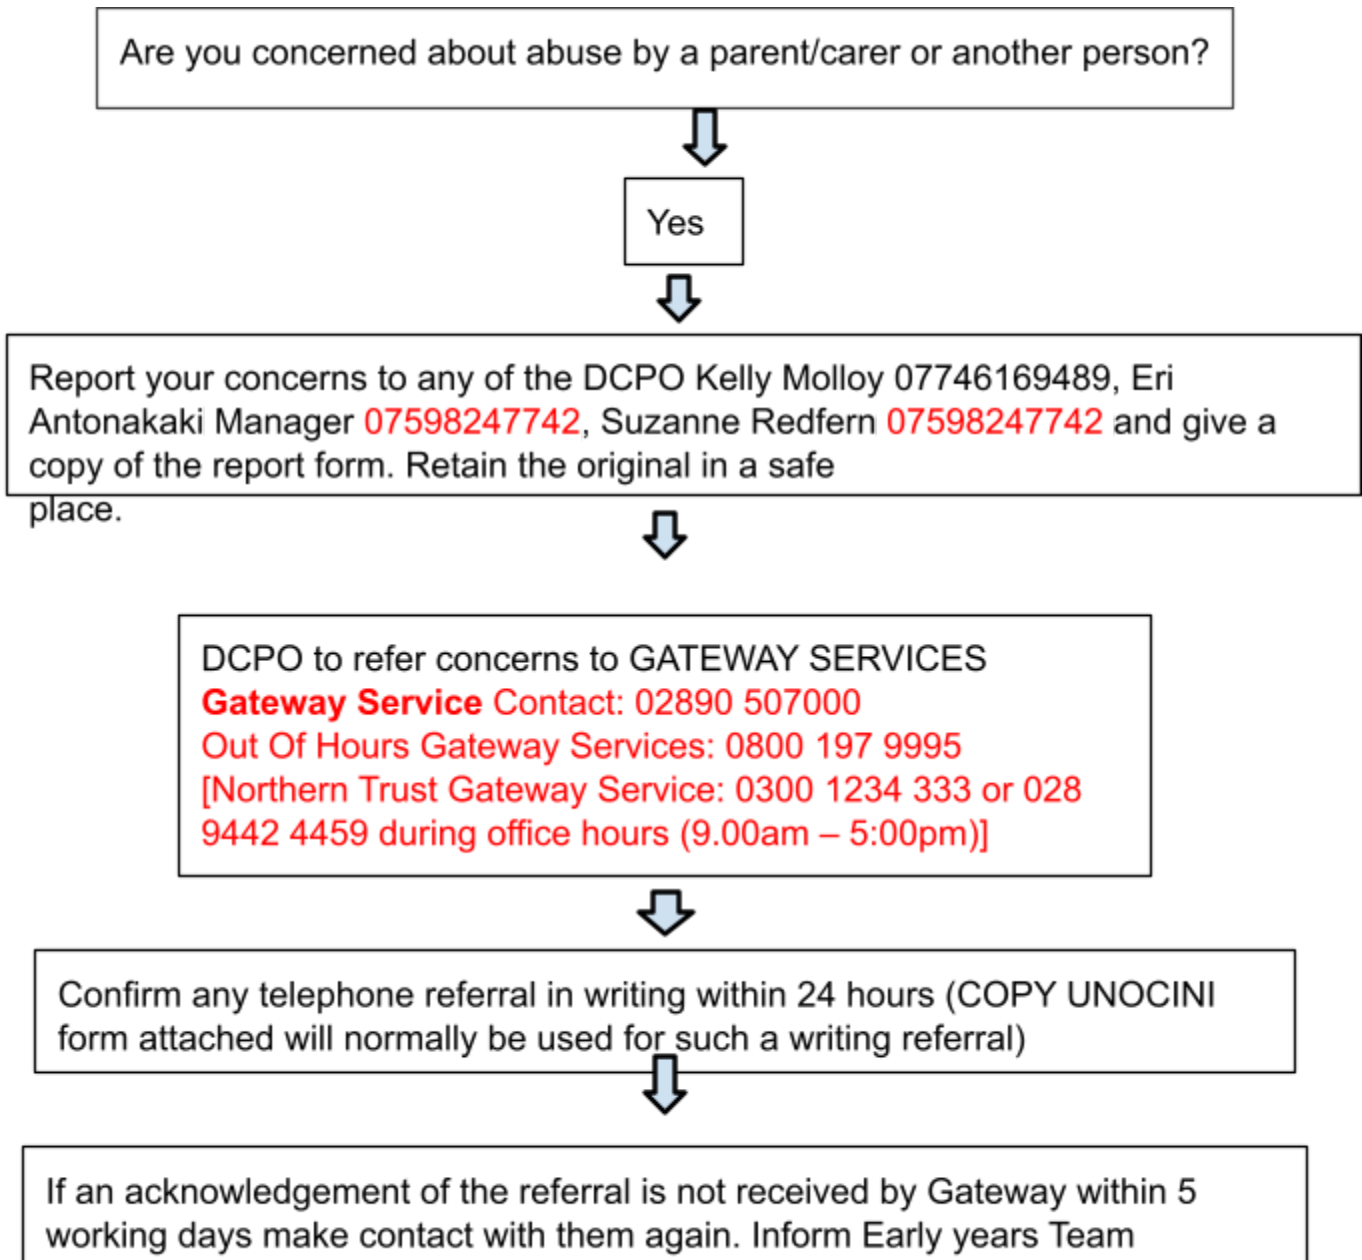 Are you concerned about abuse by a parent/carer or another person?
Yes
Report your concerns to any of the DCPO Kelly Molloy 07746169489, Eri
Antonakaki Manager 07598247742, Suzanne Redfern 07598247742 and give a
copy of the report form. Retain the original in a safe
place.
DCPO to refer concerns to GATEWAY SERVICES
Gateway Service Contact: 02890 507000
Out Of Hours Gateway Services: 0800 197 9995
[Northern Trust Gateway Service: 0300 1234 333 or 028
9442 4459 during office hours (9.00am – 5:00pm)]
Confirm any telephone referral in writing within 24 hours (COPY UNOCINI
form attached will normally be used for such a writing referral)
If an acknowledgement of the referral is not received by Gateway within 5
working days make contact with them again. Inform Early years Team